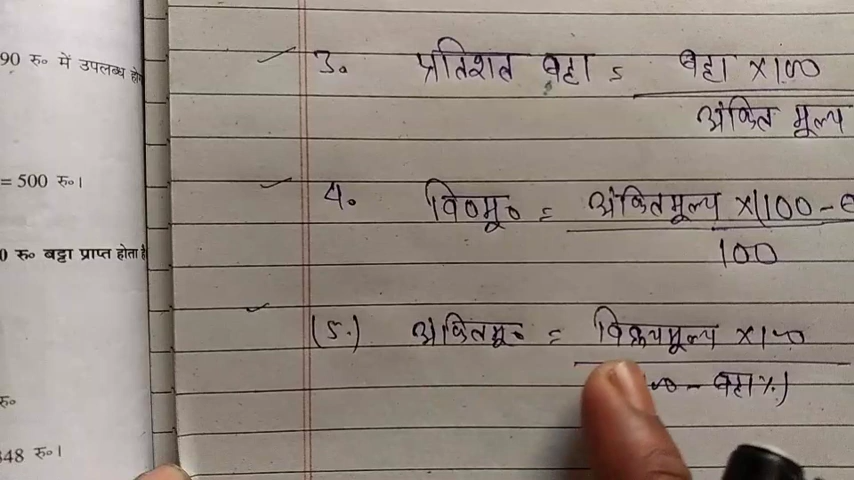 90 रु० में उपलब्ध
= 500 रु०।
0 रु० बट्टा प्राप्त होता है
रु०
348 रु०।
3. प्रतिशत बट्टा = बट्टा ×100
अंकित मूल्य
4. वि०मू० = अंकितमूल्य ×(100 -
100
(5.) अंकितमू० = विक्रयमूल्य ×100
00 - बट्टा%)